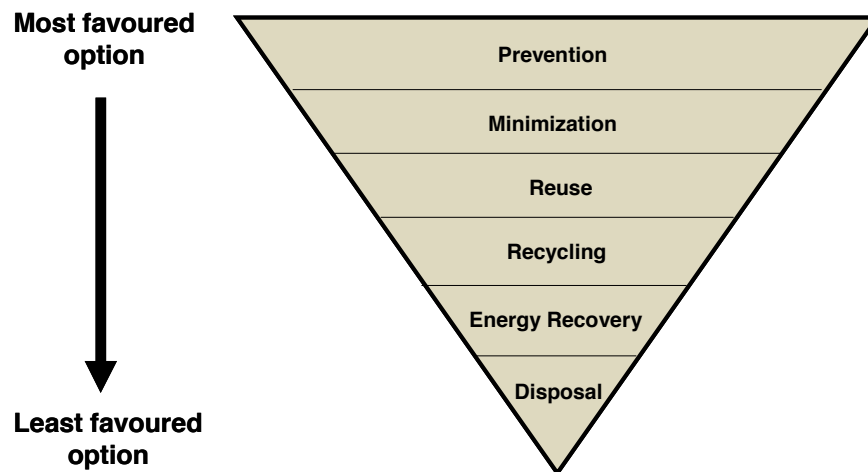 Most favoured
option
Prevention
Minimization
Reuse
Recycling
Energy Recovery
Disposal
Least favoured
option